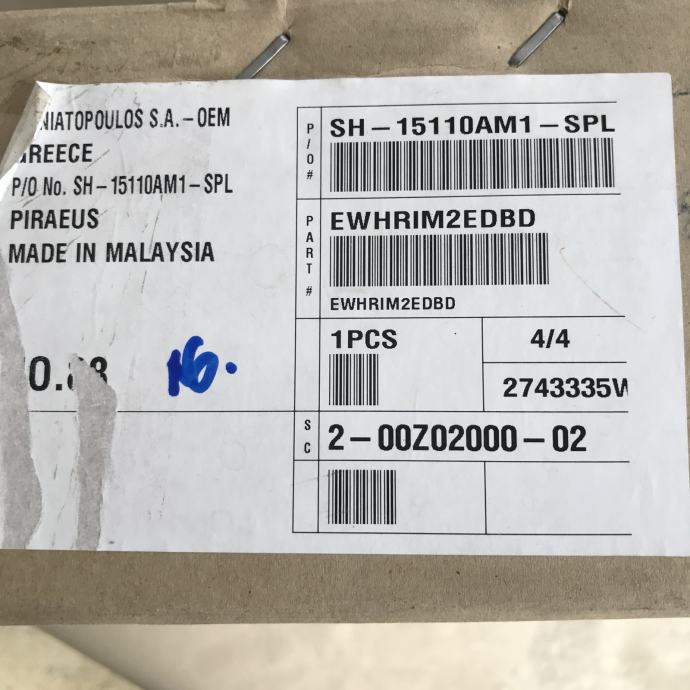 NIATOPOULOS S.A.-OEM
GREECE
P/O No. SH-15110AM1-SPL
PIRAEUS
MADE IN MALAYSIA
16.
P/O#
SH-15110AM1-SPL
PART #
EWHRIM2EDBD
EWHRIM2EDBD
1PCS
4/4
2743335W
SC
2-00Z02000-02